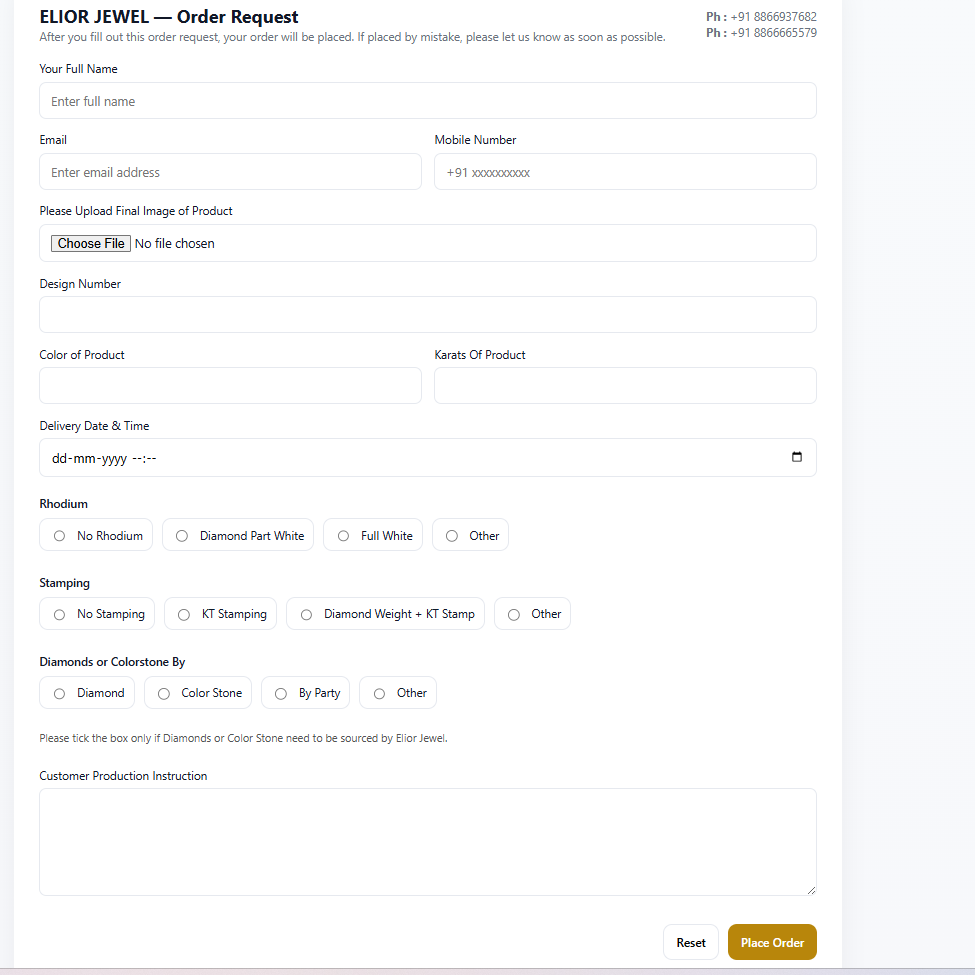 ELIOR JEWEL — Order Request
Ph : +91 8866937682
After you fill out this order request, your order will be placed. If placed by mistake, please let us know as soon as possible.
Ph : +91 8866665579
Your Full Name
Enter full name
Email
Mobile Number
Enter email address
+91 xxxxxxxxxx
Please Upload Final Image of Product
Choose File No file chosen
Design Number
Color of Product
Karats Of Product
Delivery Date & Time
dd-mm-yyyy --:--
Rhodium
No Rhodium
Diamond Part White
Full White
Other
Stamping
No Stamping
KT Stamping
Diamond Weight + KT Stamp
Other
Diamonds or Colorstone By
Diamond
Color Stone
By Party
Other
Please tick the box only if Diamonds or Color Stone need to be sourced by Elior Jewel.
Customer Production Instruction
Reset
Place Order